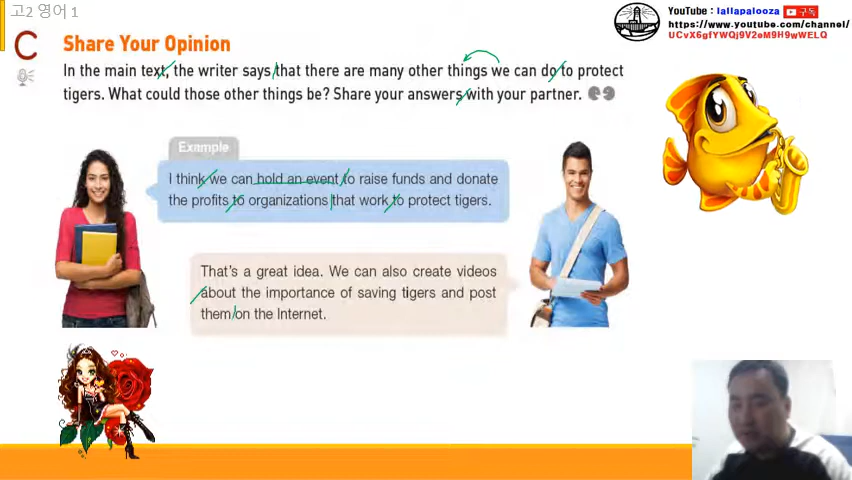 고2 영어 1
YouTube : lallapalooza 구독
https://www.youtube.com/channel/
UCvX6gfYWQj9V2eM9H9wWELQ
C Share Your Opinion
In the main text, the writer says that there are many other things we can do to protect
tigers. What could those other things be? Share your answers with your partner.
Example
I think we can hold an event to raise funds and donate
the profits to organizations that work to protect tigers.
That's a great idea. We can also create videos
about the importance of saving tigers and post
them on the Internet.